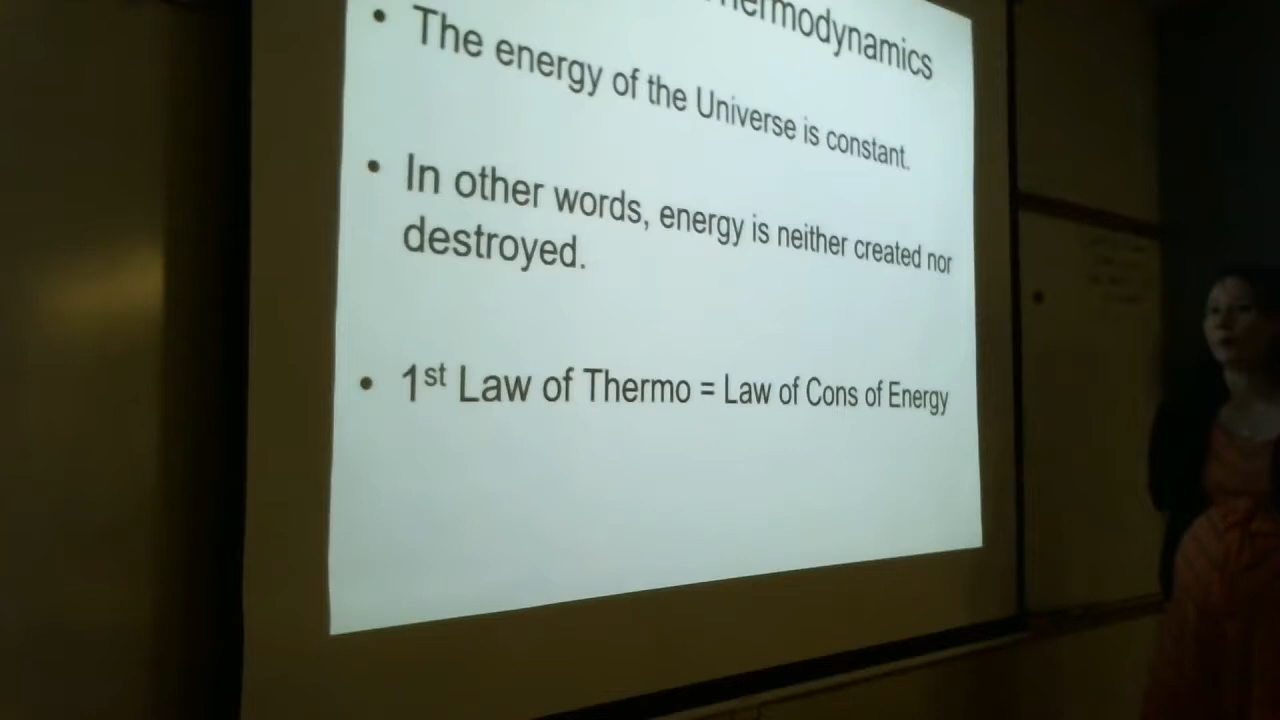 Thermodynamics
• The energy of the Universe is constant.
• In other words, energy is neither created nor
destroyed.
• 1st Law of Thermo = Law of Cons of Energy